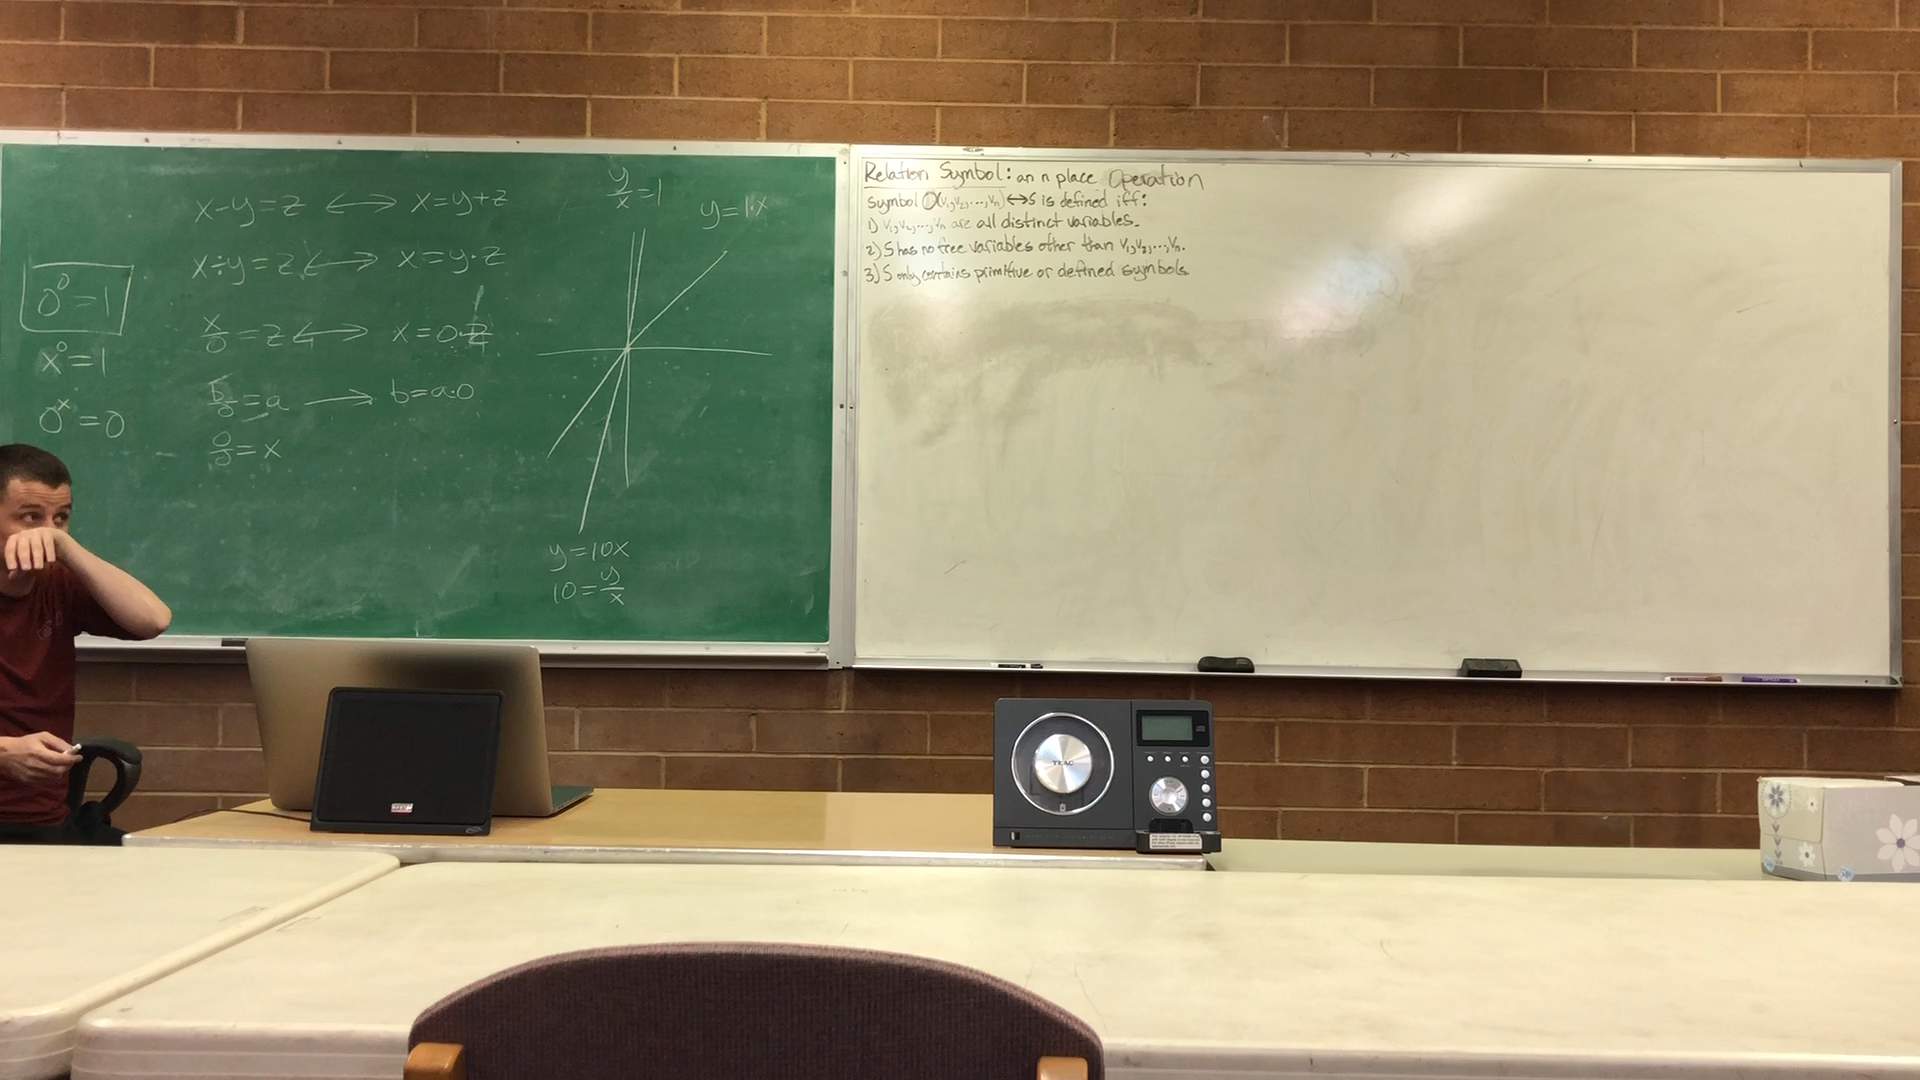 0⁰=1
x⁰=1
0ˣ=0
x-y=z ⟷ x=y+z
x÷y=z ⟷ x=y·z
x/0=z ⟷ x=0·z
b/0=a ⟶ b=a·0
0/0=x
y/x=1
y=1·x
y=10x
10=y/x
Relation Symbol: an n place Operation
symbol O(v₁,v₂,...,vₙ)↔S is defined iff:
1) v₁,v₂,...,vₙ are all distinct variables.
2) S has no free variables other than v₁,v₂,...,vₙ.
3) S only contains primitive or defined symbols
TEAC